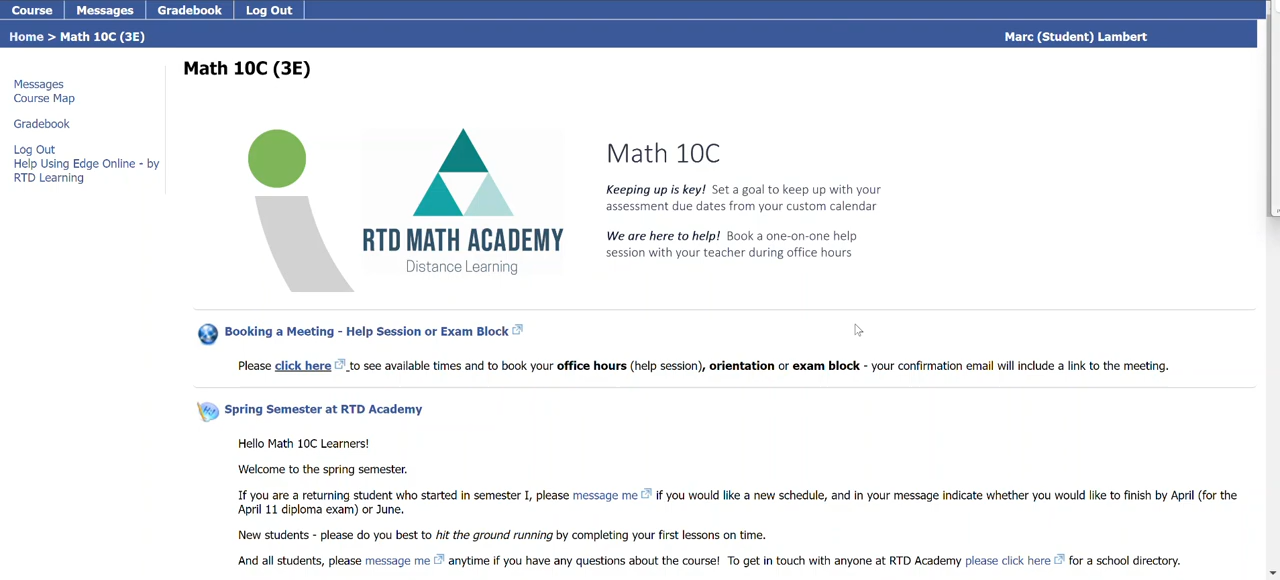 Course Messages Gradebook Log Out
Home > Math 10C (3E) Marc (Student) Lambert
Messages
Course Map
Gradebook
Log Out
Help Using Edge Online - by
RTD Learning
Math 10C (3E)
RTD MATH ACADEMY
Distance Learning
Math 10C
Keeping up is key! Set a goal to keep up with your
assessment due dates from your custom calendar
We are here to help! Book a one-on-one help
session with your teacher during office hours
Booking a Meeting - Help Session or Exam Block
Please click here to see available times and to book your office hours (help session), orientation or exam block - your confirmation email will include a link to the meeting.
Spring Semester at RTD Academy
Hello Math 10C Learners!
Welcome to the spring semester.
If you are a returning student who started in semester I, please message me if you would like a new schedule, and in your message indicate whether you would like to finish by April (for the
April 11 diploma exam) or June.
New students - please do you best to hit the ground running by completing your first lessons on time.
And all students, please message me anytime if you have any questions about the course! To get in touch with anyone at RTD Academy please click here for a school directory.